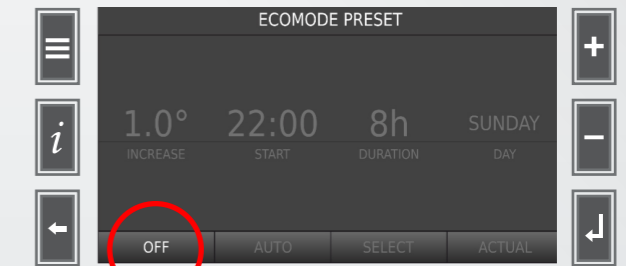 ECOMODE PRESET
+
i
1.0° 22:00 8h SUNDAY
INCREASE START DURATION DAY
−
OFF AUTO SELECT ACTUAL